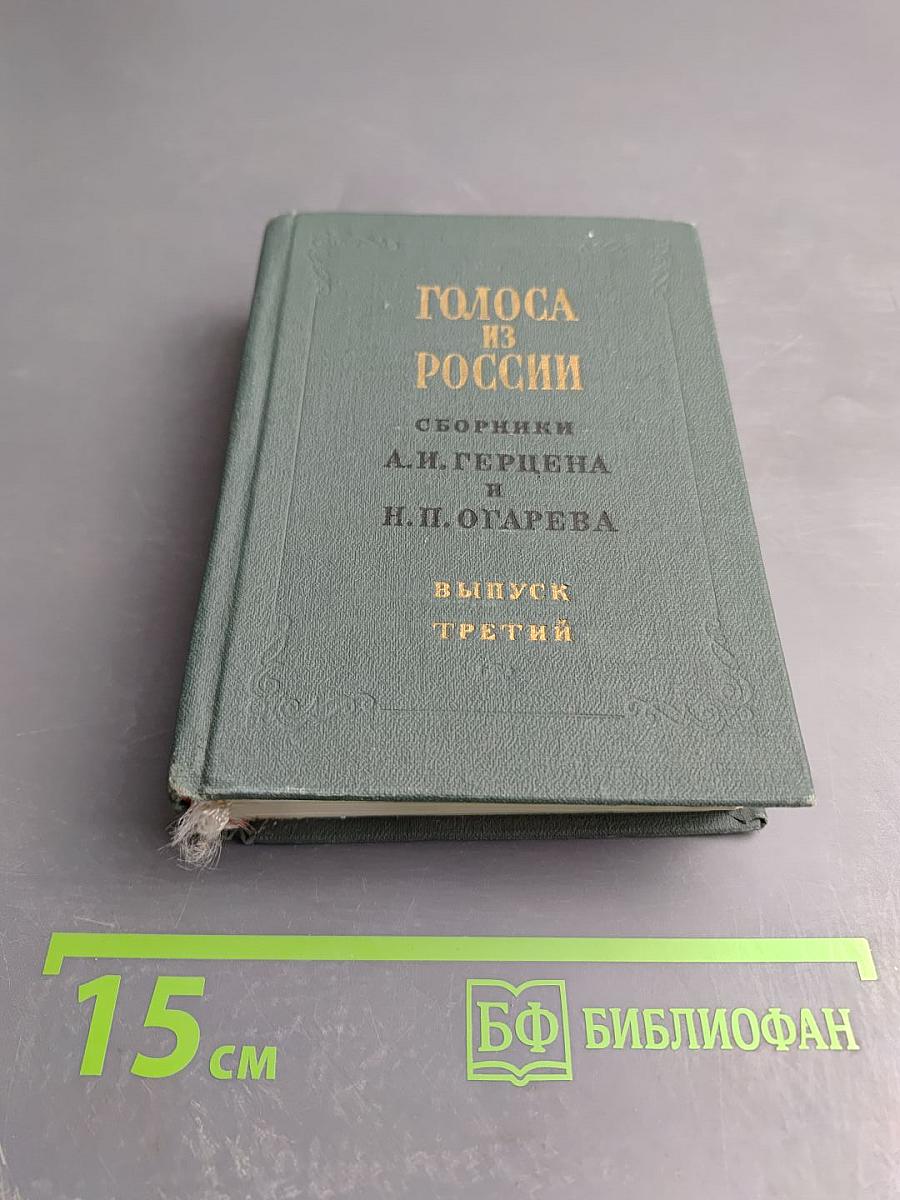 ГОЛОСА
ИЗ
РОССИИ
СБОРНИКИ
А.И.ГЕРЦЕНА
И
Н.П.ОГАРЕВА
ВЫПУСК
ТРЕТИЙ
15 см
БФ БИБЛИОФАН